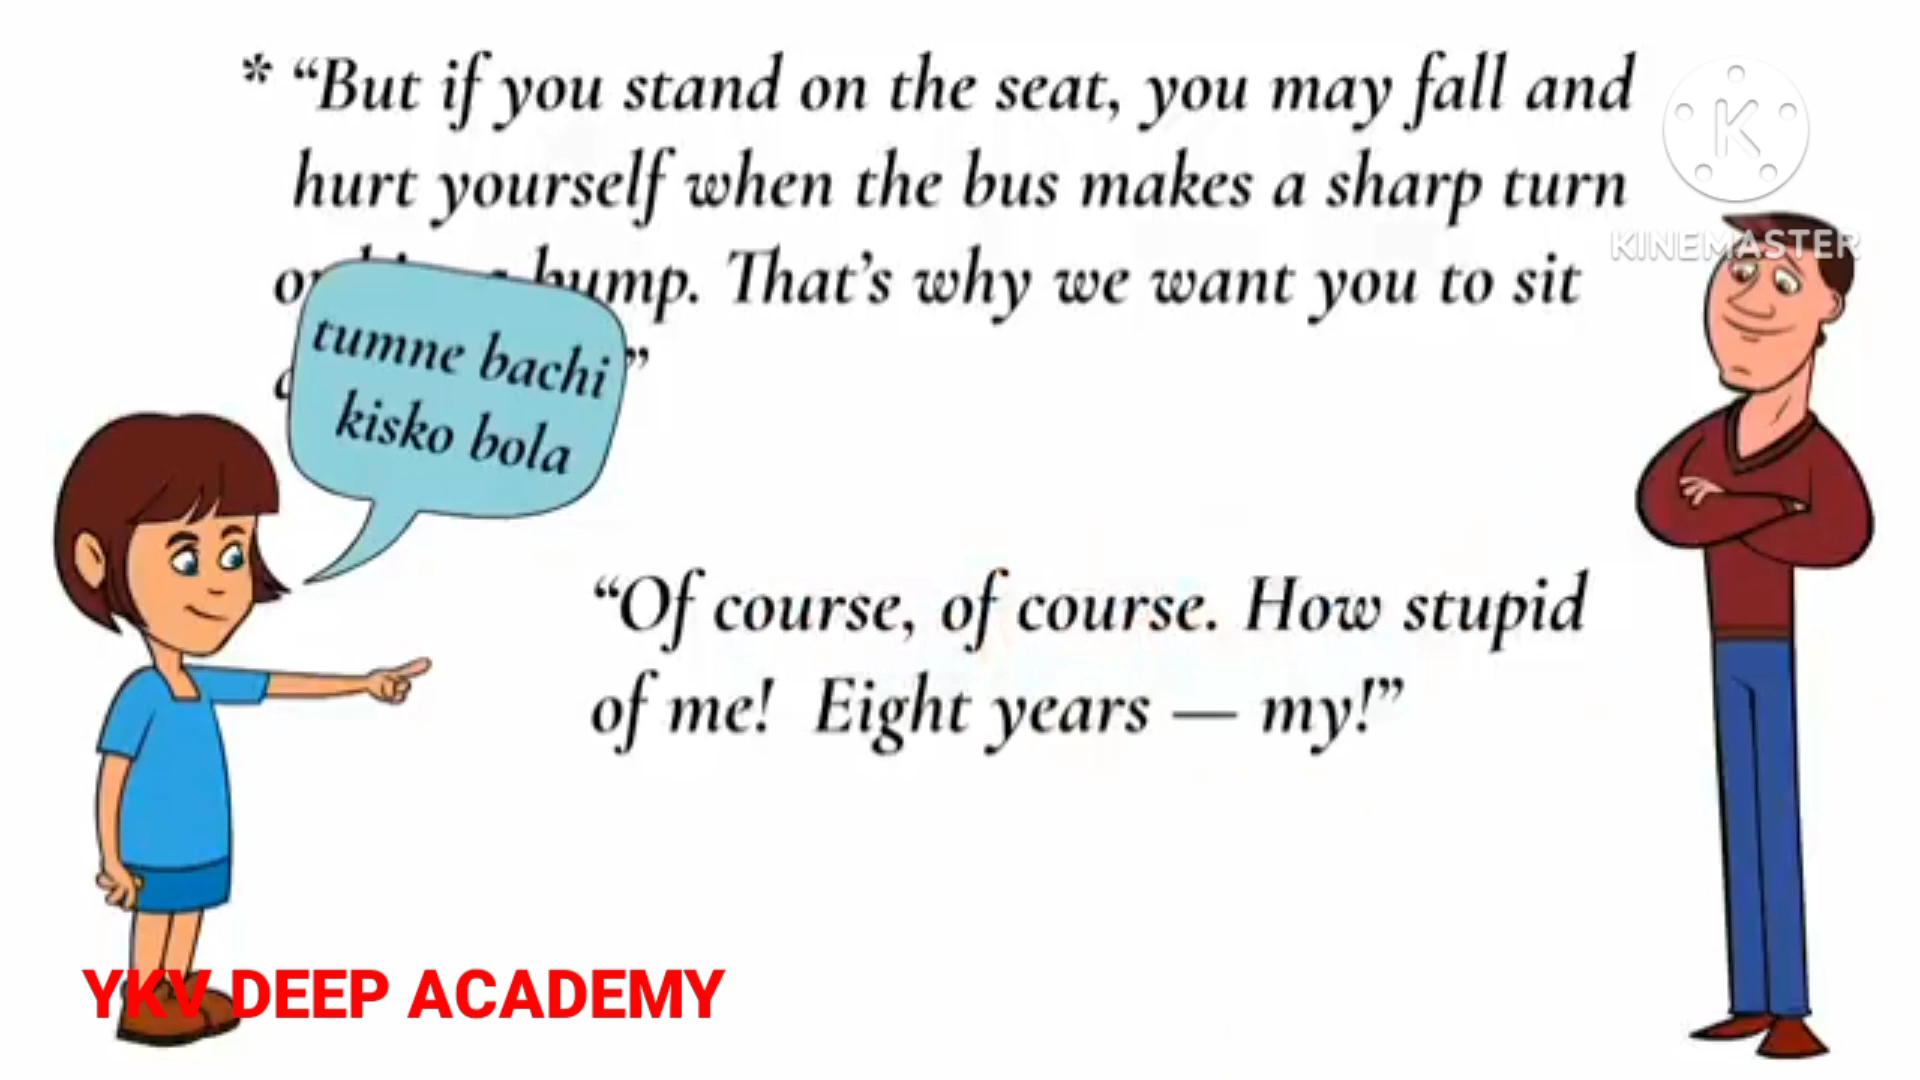 * “But if you stand on the seat, you may fall and
hurt yourself when the bus makes a sharp turn
bump. That’s why we want you to sit
”
tumne bachi
kisko bola
“Of course, of course. How stupid
of me! Eight years — my!”
K
KINEMASTER
YKV DEEP ACADEMY